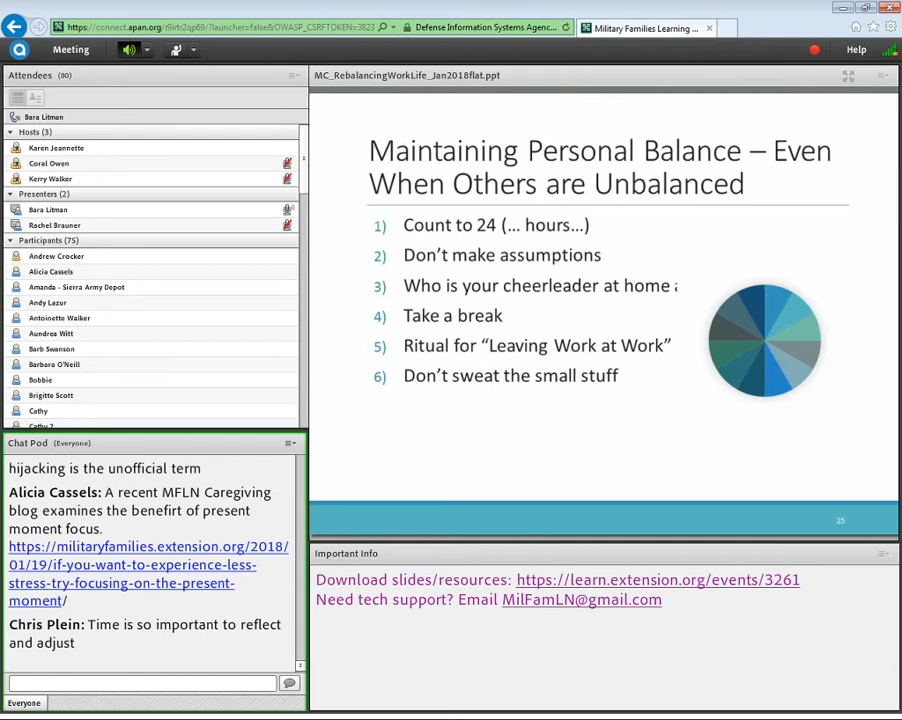 https://connect.apan.org/r9irtr2qp69/?launcher=false&OWASP_CSRFTOKEN=3823
Defense Information Systems Agenc...
Military Families Learning ...
Meeting
Help
Attendees (80)
Bara Litman
Hosts (3)
Karen Jeannette
Coral Owen
Kerry Walker
Presenters (2)
Bara Litman
Rachel Brauner
Participants (75)
Andrew Crocker
Alicia Cassels
Amanda - Sierra Army Depot
Andy Lazur
Antoinette Walker
Aundrea Witt
Barb Swanson
Barbara O'Neill
Bobbie
Brigitte Scott
Cathy
Cathy 2
MC_RebalancingWorkLife_Jan2018flat.ppt
Maintaining Personal Balance – Even
When Others are Unbalanced
1) Count to 24 (... hours...)
2) Don't make assumptions
3) Who is your cheerleader at home
4) Take a break
5) Ritual for “Leaving Work at Work”
6) Don't sweat the small stuff
25
Chat Pod (Everyone)
hijacking is the unofficial term
Alicia Cassels: A recent MFLN Caregiving
blog examines the benefirt of present
moment focus.
https://militaryfamilies.extension.org/2018/
01/19/if-you-want-to-experience-less-
stress-try-focusing-on-the-present-
moment/
Chris Plein: Time is so important to reflect
and adjust
Everyone
Important Info
Download slides/resources: https://learn.extension.org/events/3261
Need tech support? Email MilFamLN@gmail.com